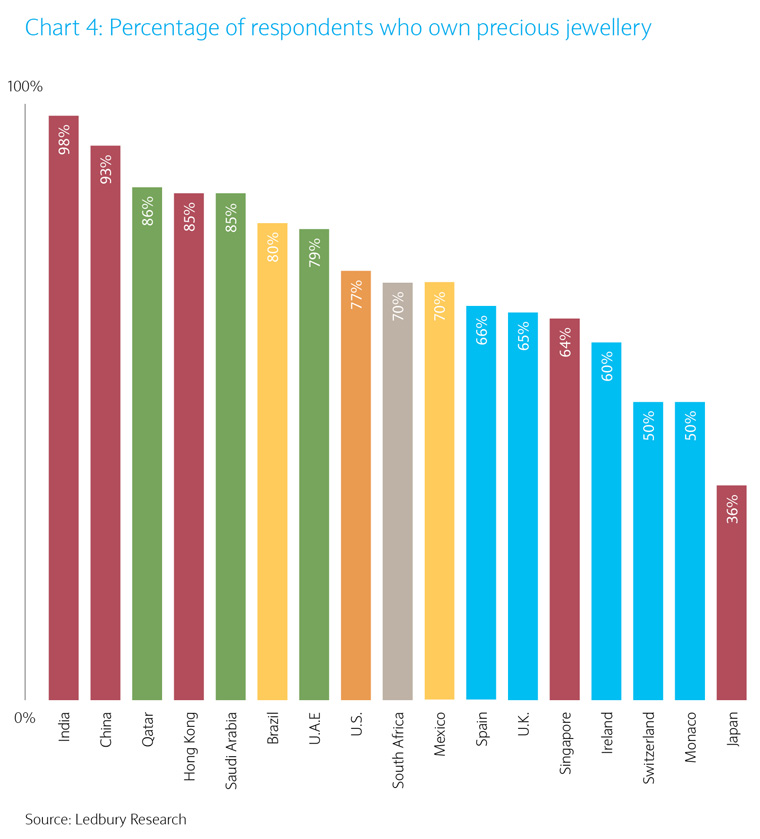 Chart 4: Percentage of respondents who own precious jewellery
100%
98%
93%
86%
85%
85%
80%
79%
77%
70%
70%
66%
65%
64%
60%
50%
50%
36%
0%
India
China
Qatar
Hong Kong
Saudi Arabia
Brazil
U.A.E
U.S.
South Africa
Mexico
Spain
U.K.
Singapore
Ireland
Switzerland
Monaco
Japan
Source: Ledbury Research